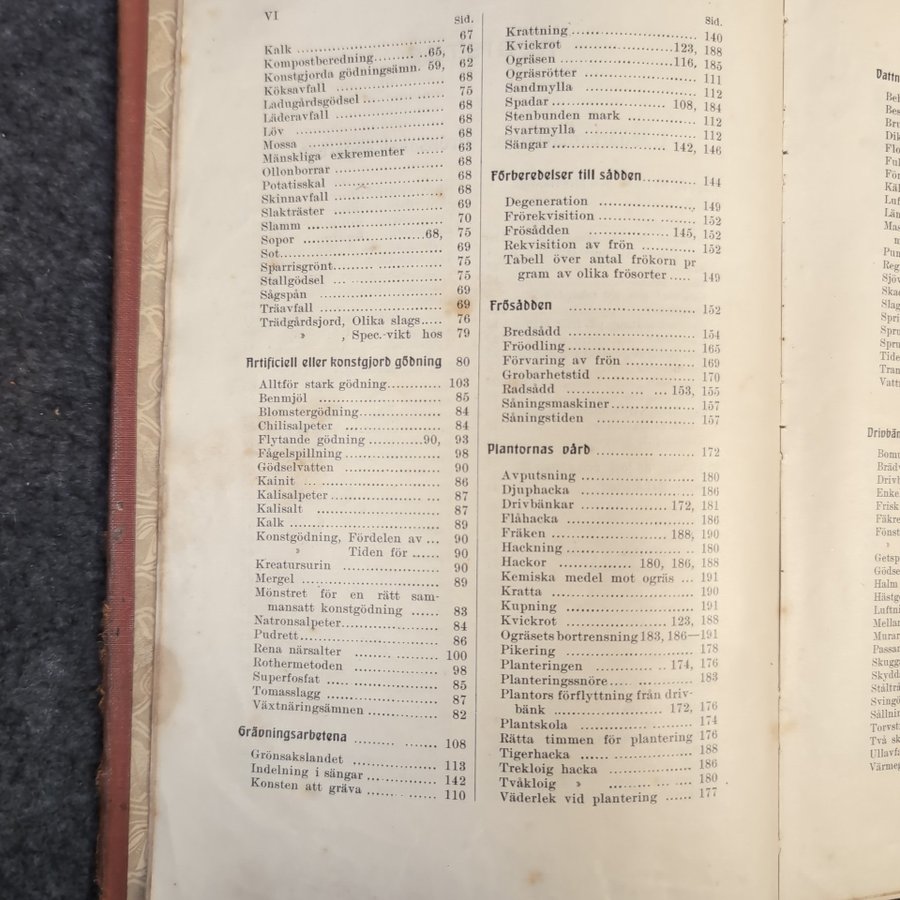 VI
Sid.
Kalk ........ 67
Kompostberedning ........ 65, 76
Konstgjorda gödningsämn. 59, 62
Köksavfall ........ 68
Ladugårdsgödsel ........ 75
Läderavfall ........ 68
Löv ........ 68
Mossa ........ 68
Mänskliga exkrementer ...... 63
Ollonborrar ........ 68
Potatisskal ........ 68
Skinnavfall ........ 68
Slakträster ........ 69
Slamm ........ 70
Sopor ........ 68, 75
Sot ........ 69
Sparrisgrönt ........ 75
Stallgödsel ........ 75
Sågspån ........ 69
Träavfall ........ 69
Trädgårdsjord, Olika slags..... 76
» , Spec.-vikt hos 79
Artificiell eller konstgjord gödning 80
Alltför stark gödning ........ 103
Benmjöl ........ 85
Blomstergödning ........ 84
Chilisalpeter ........ 84
Flytande gödning ........ 90, 93
Fågelspillning ........ 98
Gödselvatten ........ 90
Kainit ........ 86
Kalisalpeter ........ 87
Kalisalt ........ 87
Kalk ........ 89
Konstgödning, Fördelen av ... 90
» Tiden för ...... 90
Kreatursurin ........ 90
Mergel ........ 89
Mönstret för en rätt sam-
mansatt konstgödning ...... 83
Natronsalpeter ........ 84
Pudrett ........ 86
Rena närsalter ........ 100
Rothermetoden ........ 98
Superfosfat ........ 85
Tomasslagg ........ 87
Växtnäringsämnen ........ 82
Grävningsarbetena ........ 108
Grönsakslandet ........ 113
Indelning i sängar ........ 142
Konsten att gräva ........ 110
Sid.
Krattning ........ 140
Kvickrot ........ 123, 188
Ogräsen ........ 116, 185
Ogräsrötter ........ 111
Sandmylla ........ 112
Spadar ........ 108, 184
Stenbunden mark ........ 112
Svartmylla ........ 112
Sängar ........ 142, 146
Förberedelser till sådden ........ 144
Degeneration ........ 149
Frörekvisition ........ 152
Frösådden ........ 145, 152
Rekvisition av frön ........ 152
Tabell över antal frökorn pr
gram av olika frösorter ..... 149
Frösådden ........ 152
Bredsådd ........ 154
Fröodling ........ 165
Förvaring av frön ........ 169
Grobarhetstid ........ 170
Radsådd ........ 153, 155
Såningsmaskiner ........ 157
Såningstiden ........ 157
Plantornas vård ........ 172
Avputsning ........ 180
Djuphacka ........ 186
Drivbänkar ........ 172, 181
Flåhacka ........ 186
Fräken ........ 188, 190
Hackning ........ 180
Hackor ........ 180, 186, 188
Kemiska medel mot ogräs ... 191
Kratta ........ 190
Kupning ........ 191
Kvickrot ........ 123, 188
Ogräsets bortrensning 183, 186—191
Pikering ........ 178
Planteringen ........ 174, 176
Planteringssnöre ........ 183
Plantors förflyttning från driv-
bänk ........ 172, 176
Plantskola ........ 174
Rätta timmen för plantering 176
Tigerhacka ........ 188
Trekloig hacka ........ 186
Tvåkloig » ........ 180
Väderlek vid plantering ...... 177